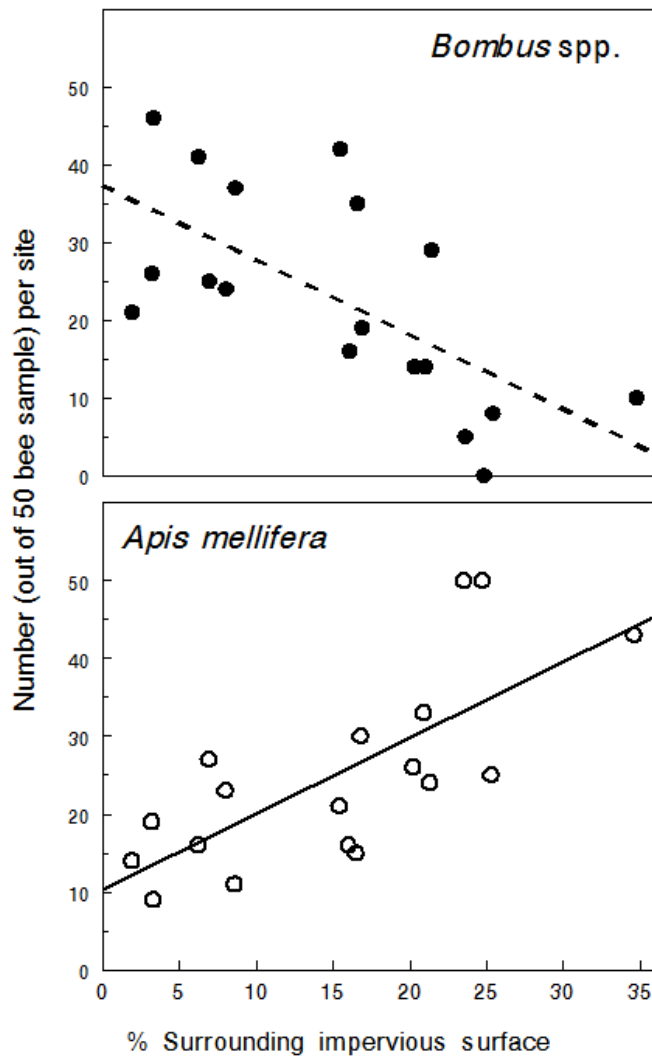 Bombus spp.
50
40
30
20
10
0
Apis mellifera
50
40
30
20
10
0
0 5 10 15 20 25 30 35
% Surrounding impervious surface
Number (out of 50 bee sample) per site